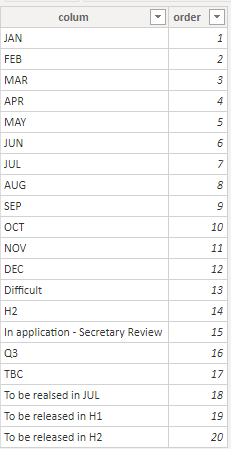 colum order
JAN 1
FEB 2
MAR 3
APR 4
MAY 5
JUN 6
JUL 7
AUG 8
SEP 9
OCT 10
NOV 11
DEC 12
Difficult 13
H2 14
In application - Secretary Review 15
Q3 16
TBC 17
To be realsed in JUL 18
To be released in H1 19
To be released in H2 20